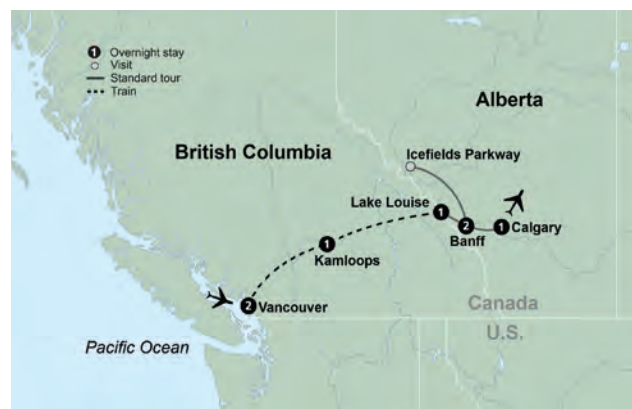 1 Overnight stay
Visit
Standard tour
Train
Alberta
British Columbia
Icefields Parkway
Lake Louise
1
2
1 Calgary
Banff
1
Kamloops
2 Vancouver
Canada
U.S.
Pacific Ocean